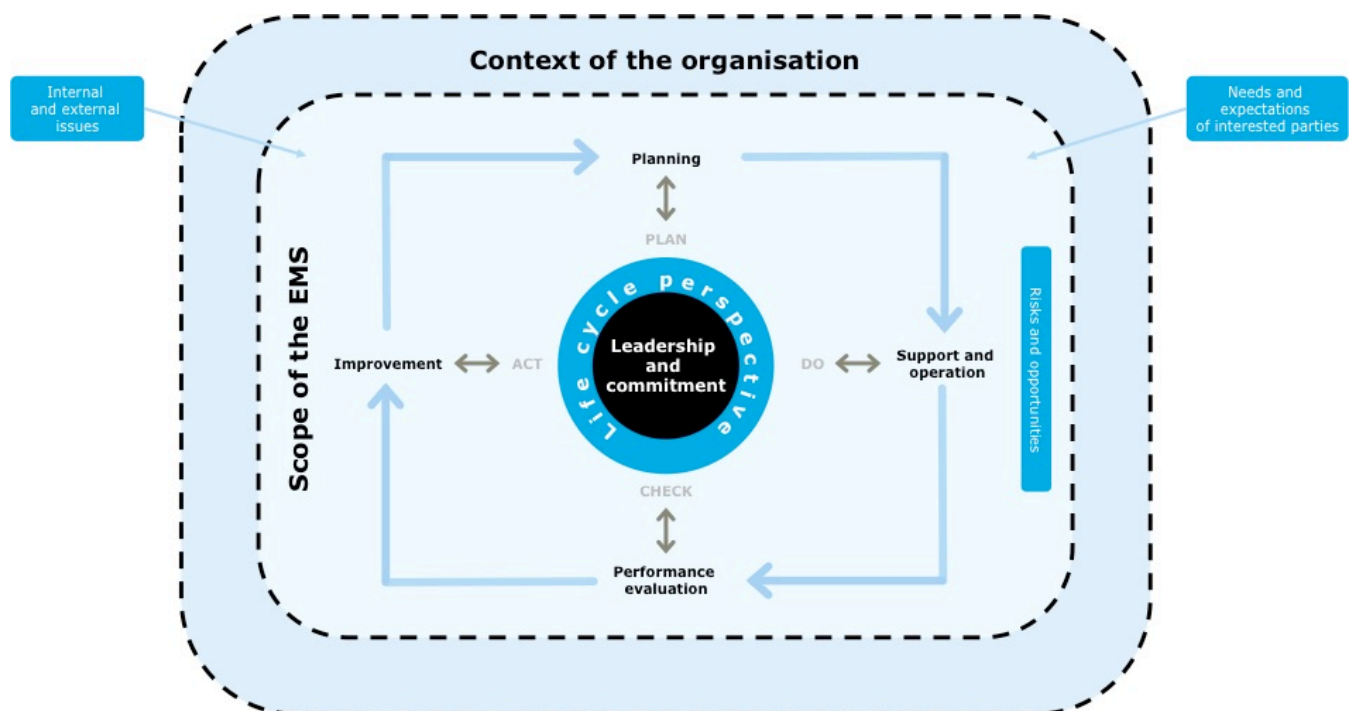 Context of the organisation
Internal
and external
issues
Needs and
expectations
of interested parties
Planning
PLAN
Scope of the EMS
Life cycle perspective
Leadership
and
commitment
Improvement
ACT
DO
Support and
operation
Risks and opportunities
CHECK
Performance
evaluation